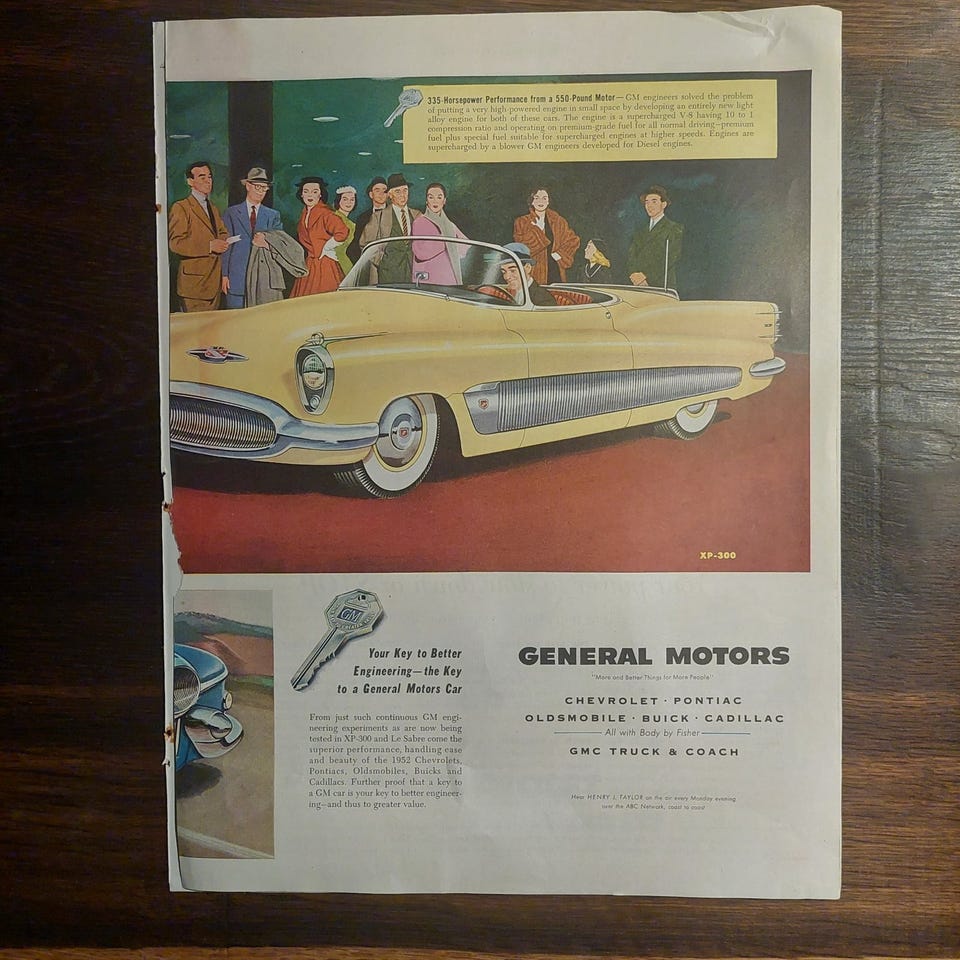 335-Horsepower Performance from a 550-Pound Motor—GM engineers solved the problem
of putting a very high-powered engine in small space by developing an entirely new light
alloy engine for both of these cars. The engine is a supercharged V-8 having 10 to 1
compression ratio and operating on premium-grade fuel for all normal driving—premium
fuel plus special fuel suitable for supercharged engines at higher speeds. Engines are
supercharged by a blower GM engineers developed for Diesel engines.
XP-300
GM
Your Key to Better
Engineering—the Key
to a General Motors Car
From just such continuous GM engi-
neering experiments as are now being
tested in XP-300 and Le Sabre come the
superior performance, handling ease
and beauty of the 1952 Chevrolets,
Pontiacs, Oldsmobiles, Buicks and
Cadillacs. Further proof that a key to
a GM car is your key to better engineer-
ing—and thus to greater value.
GENERAL MOTORS
"More and Better Things for More People"
CHEVROLET · PONTIAC
OLDSMOBILE · BUICK · CADILLAC
All with Body by Fisher
GMC TRUCK & COACH
Hear HENRY J. TAYLOR on the air every Monday evening
over the ABC Network, coast to coast